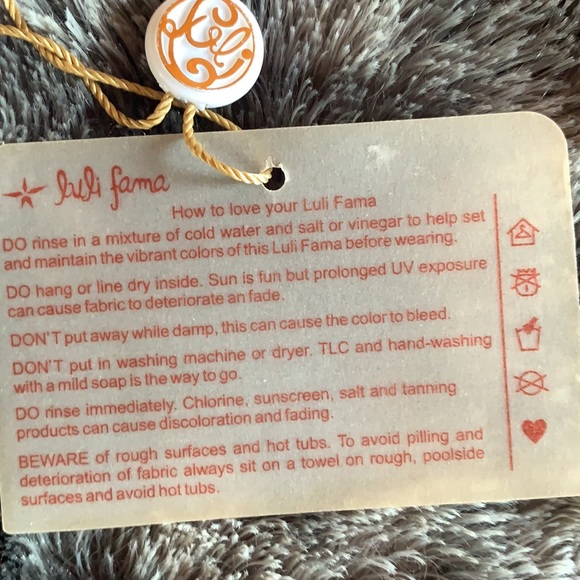 luli fama
How to love your Luli Fama
DO rinse in a mixture of cold water and salt or vinegar to help set
and maintain the vibrant colors of this Luli Fama before wearing.
DO hang or line dry inside. Sun is fun but prolonged UV exposure
can cause fabric to deteriorate an fade.
DON'T put away while damp, this can cause the color to bleed.
DON'T put in washing machine or dryer. TLC and hand-washing
with a mild soap is the way to go.
DO rinse immediately. Chlorine, sunscreen, salt and tanning
products can cause discoloration and fading.
BEWARE of rough surfaces and hot tubs. To avoid pilling and
deterioration of fabric always sit on a towel on rough, poolside
surfaces and avoid hot tubs.